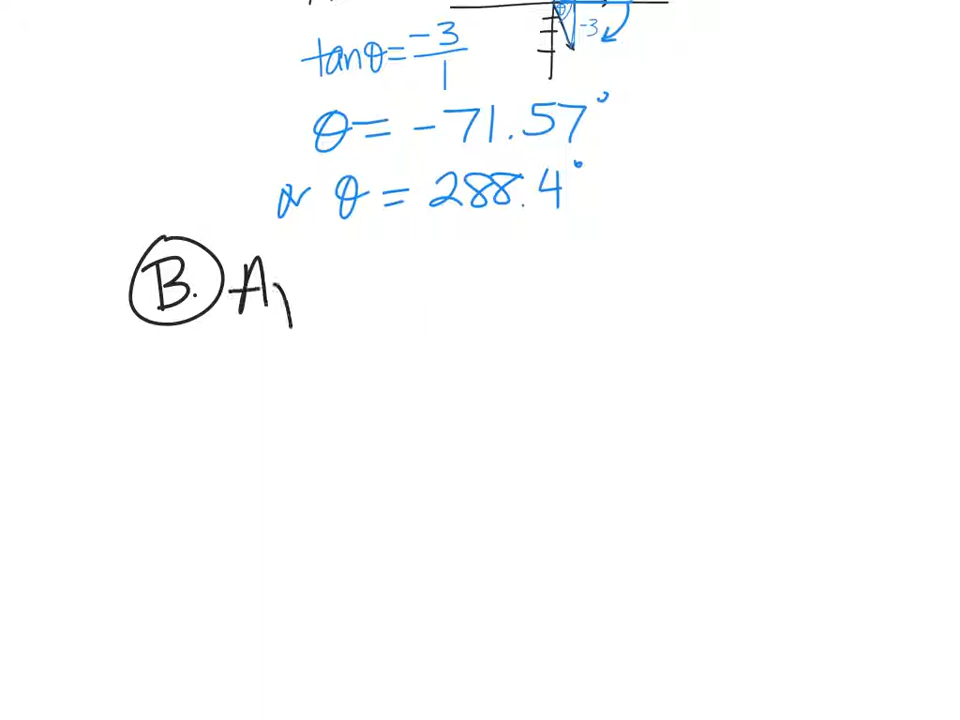 -3
tanθ = -3/1
θ = -71.57°
or θ = 288.4°
B. A